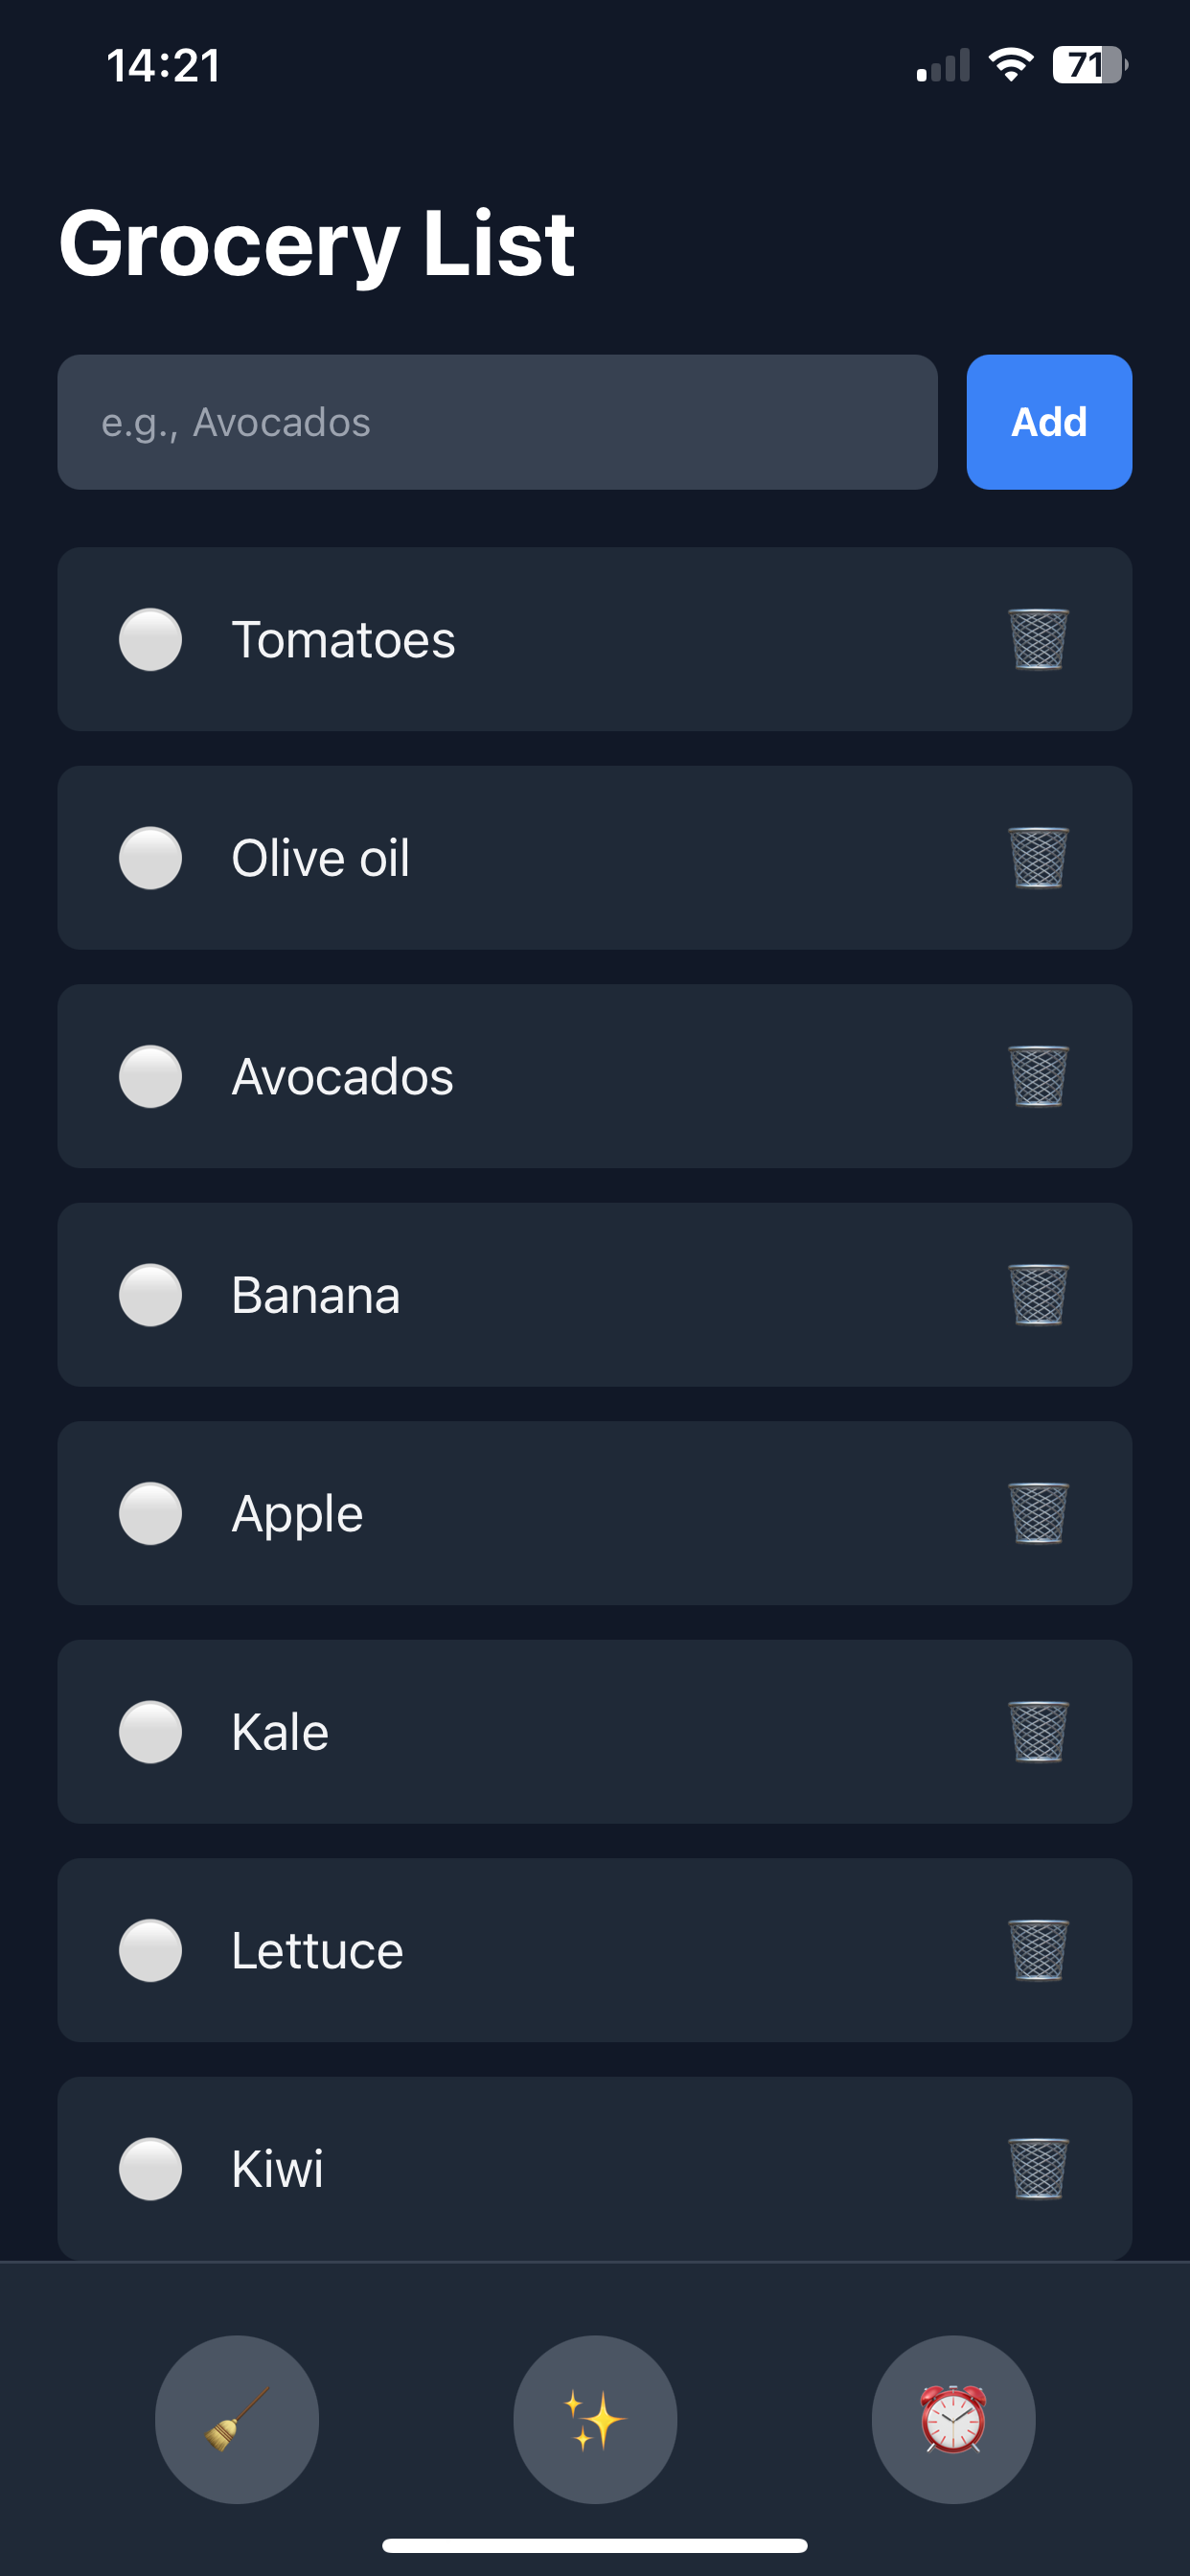 14:21
71
Grocery List
e.g., Avocados
Add
Tomatoes
Olive oil
Avocados
Banana
Apple
Kale
Lettuce
Kiwi